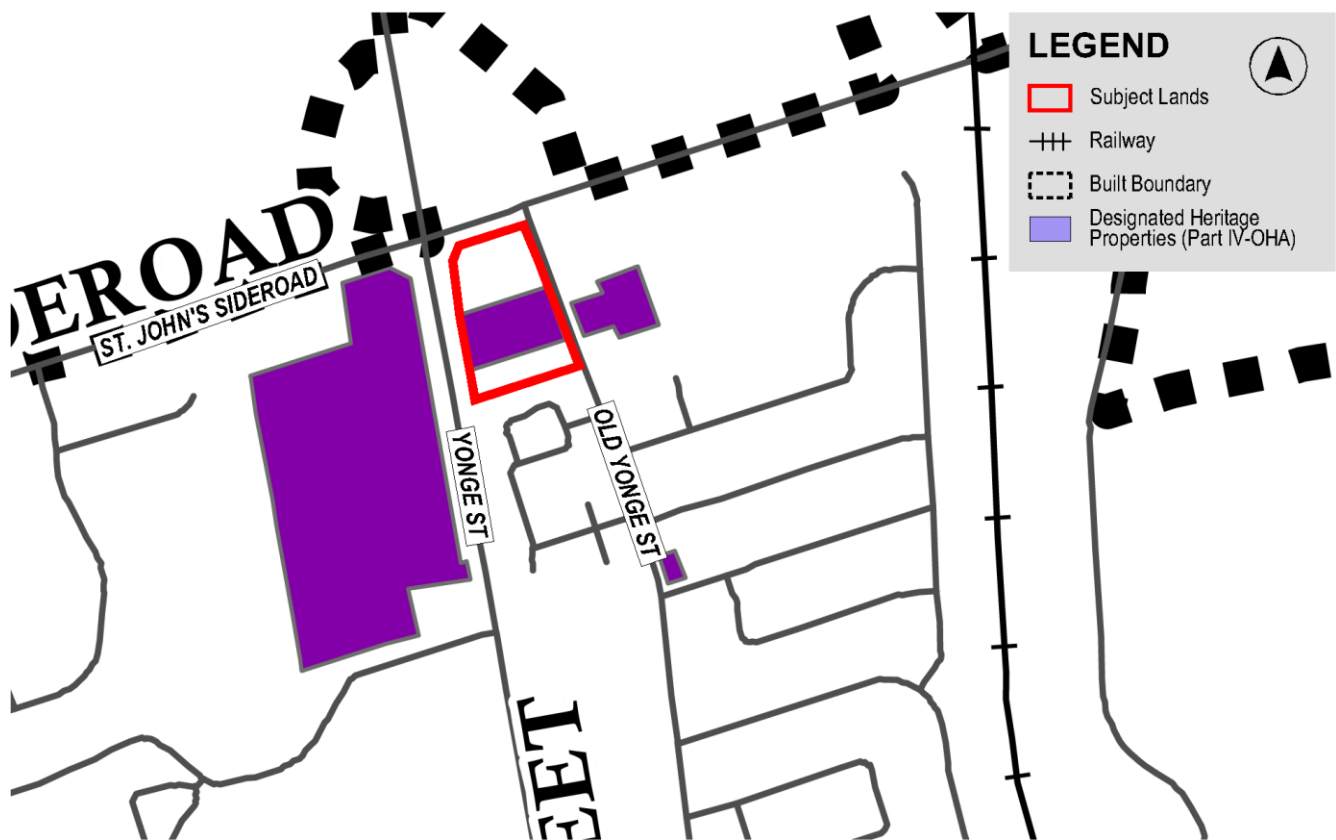 LEGEND
Subject Lands
Railway
Built Boundary
Designated Heritage
Properties (Part IV-OHA)
DEROAD
ST. JOHN'S SIDEROAD
YONGE ST
OLD YONGE ST
EET